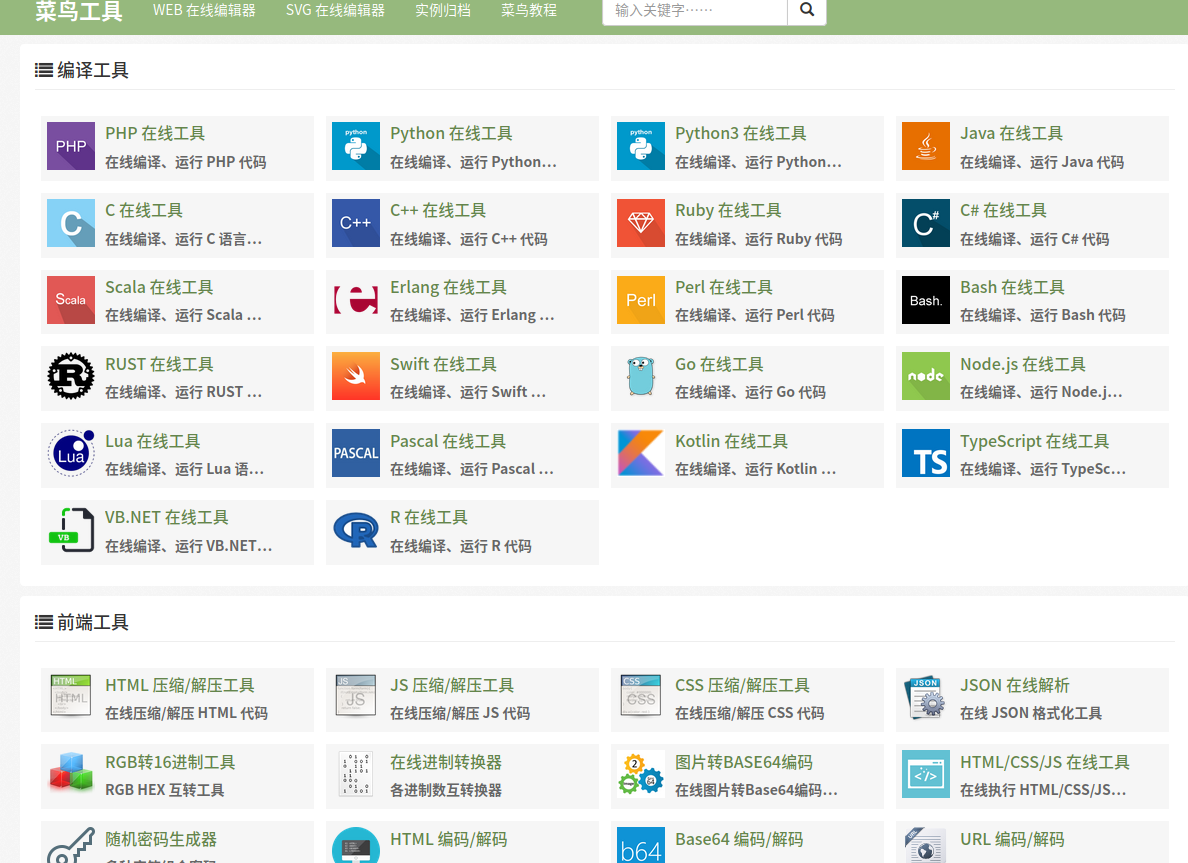 菜鸟工具 WEB 在线编辑器 SVG 在线编辑器 实例归档 菜鸟教程 输入关键字……
编译工具
PHP PHP 在线工具
在线编译、运行 PHP 代码
python Python 在线工具
在线编译、运行 Python…
python Python3 在线工具
在线编译、运行 Python…
Java 在线工具
在线编译、运行 Java 代码
C C 在线工具
在线编译、运行 C 语言…
C++ C++ 在线工具
在线编译、运行 C++ 代码
Ruby 在线工具
在线编译、运行 Ruby 代码
C# C# 在线工具
在线编译、运行 C# 代码
Scala Scala 在线工具
在线编译、运行 Scala …
e Erlang 在线工具
在线编译、运行 Erlang …
Perl Perl 在线工具
在线编译、运行 Perl 代码
Bash. Bash 在线工具
在线编译、运行 Bash 代码
R RUST 在线工具
在线编译、运行 RUST …
Swift 在线工具
在线编译、运行 Swift …
Go 在线工具
在线编译、运行 Go 代码
node Node.js 在线工具
在线编译、运行 Node.j…
Lua Lua 在线工具
在线编译、运行 Lua 语…
PASCAL Pascal 在线工具
在线编译、运行 Pascal …
Kotlin 在线工具
在线编译、运行 Kotlin …
TS TypeScript 在线工具
在线编译、运行 TypeSc…
VB VB.NET 在线工具
在线编译、运行 VB.NET…
R R 在线工具
在线编译、运行 R 代码
前端工具
HTML HTML HTML 压缩/解压工具
在线压缩/解压 HTML 代码
JS JS JS 压缩/解压工具
在线压缩/解压 JS 代码
CSS CSS CSS 压缩/解压工具
在线压缩/解压 CSS 代码
JSON JSON 在线解析
在线 JSON 格式化工具
RGB转16进制工具
RGB HEX 互转工具
在线进制转换器
各进制数互转换器
2 64 图片转BASE64编码
在线图片转Base64编码…
</> HTML/CSS/JS 在线工具
在线执行 HTML/CSS/JS…
随机密码生成器
HTML 编码/解码
b64 Base64 编码/解码
URL 编码/解码